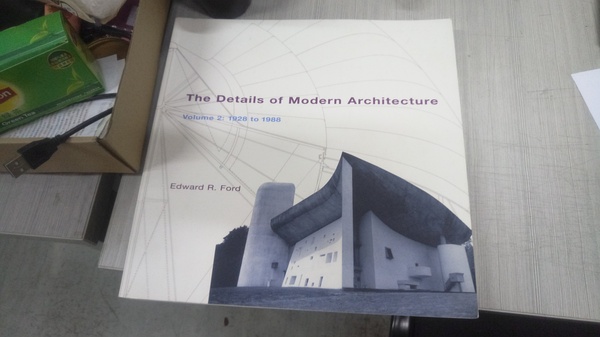 The Details of Modern Architecture
Volume 2: 1928 to 1988
Edward R. Ford